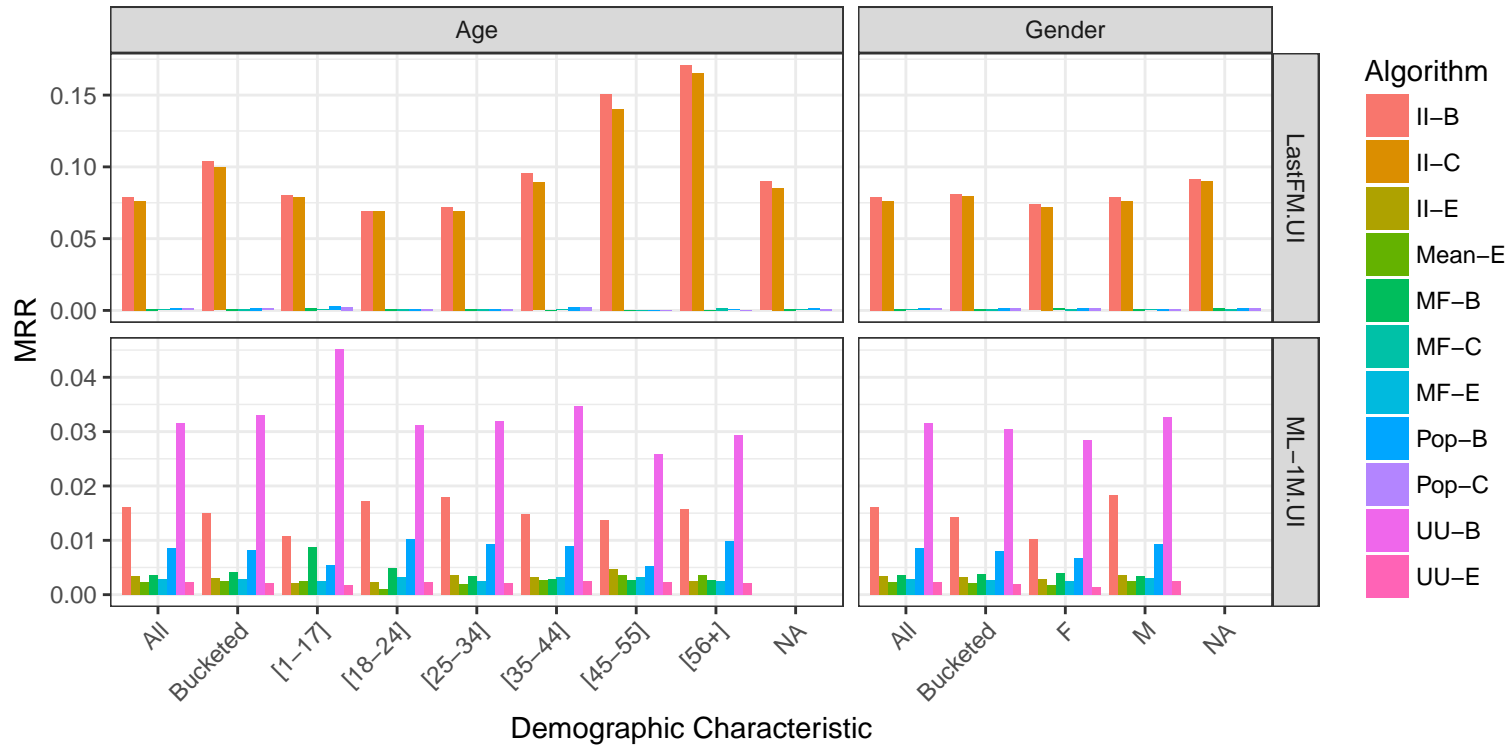 Age
Gender
LastFM.UI
0.15
0.10
0.05
0.00
MRR
ML−1M.UI
0.04
0.03
0.02
0.01
0.00
All
Bucketed
[1−17]
[18−24]
[25−34]
[35−44]
[45−55]
[56+]
NA
All
Bucketed
F
M
NA
Demographic Characteristic
Algorithm
II−B
II−C
II−E
Mean−E
MF−B
MF−C
MF−E
Pop−B
Pop−C
UU−B
UU−E